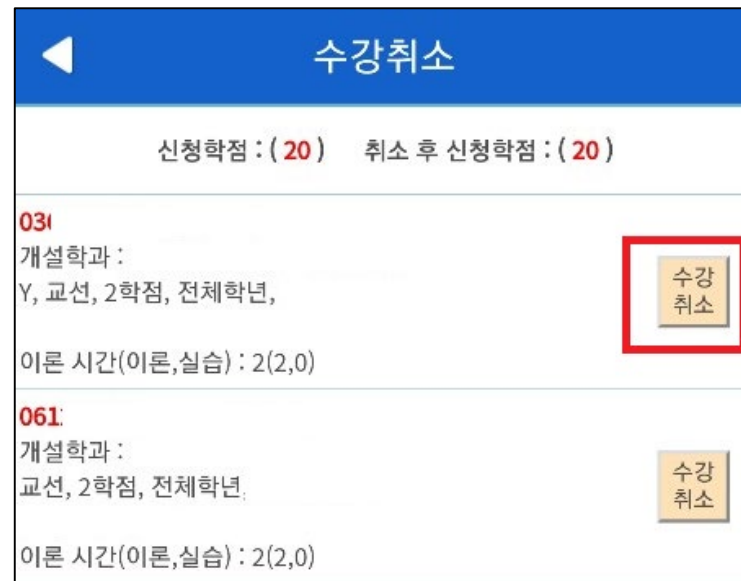 수강취소
신청학점 : ( 20 ) 취소 후 신청학점 : ( 20 )
개설학과 :
Y, 교선, 2학점, 전체학년,
수강
취소
이론 시간(이론,실습) : 2(2,0)
061
개설학과 :
교선, 2학점, 전체학년
수강
취소
이론 시간(이론,실습) : 2(2,0)